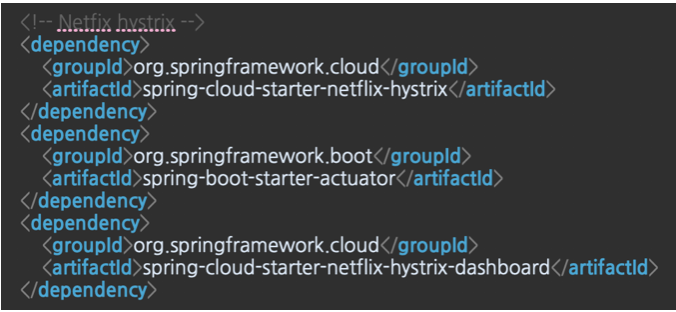 <!-- Netfix hystrix -->
<dependency>
<groupId>org.springframework.cloud</groupId>
<artifactId>spring-cloud-starter-netflix-hystrix</artifactId>
</dependency>
<dependency>
<groupId>org.springframework.boot</groupId>
<artifactId>spring-boot-starter-actuator</artifactId>
</dependency>
<dependency>
<groupId>org.springframework.cloud</groupId>
<artifactId>spring-cloud-starter-netflix-hystrix-dashboard</artifactId>
</dependency>